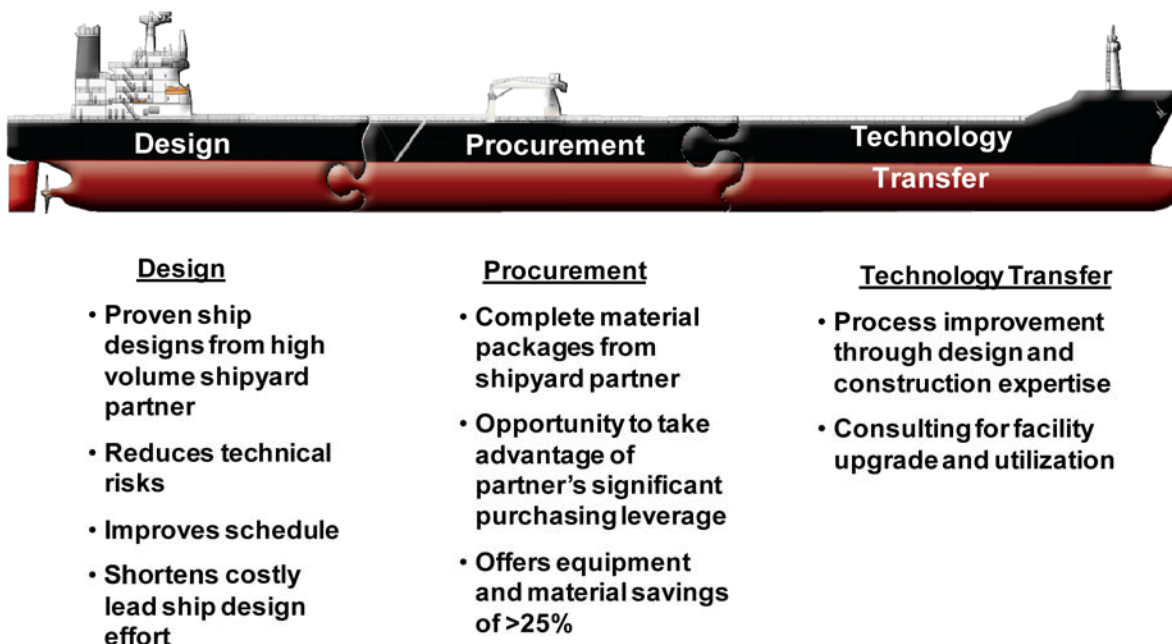 Design
Procurement
Technology
Transfer
Design
• Proven ship
designs from high
volume shipyard
partner
• Reduces technical
risks
• Improves schedule
• Shortens costly
lead ship design
effort
Procurement
• Complete material
packages from
shipyard partner
• Opportunity to take
advantage of
partner's significant
purchasing leverage
• Offers equipment
and material savings
of >25%
Technology Transfer
• Process improvement
through design and
construction expertise
• Consulting for facility
upgrade and utilization